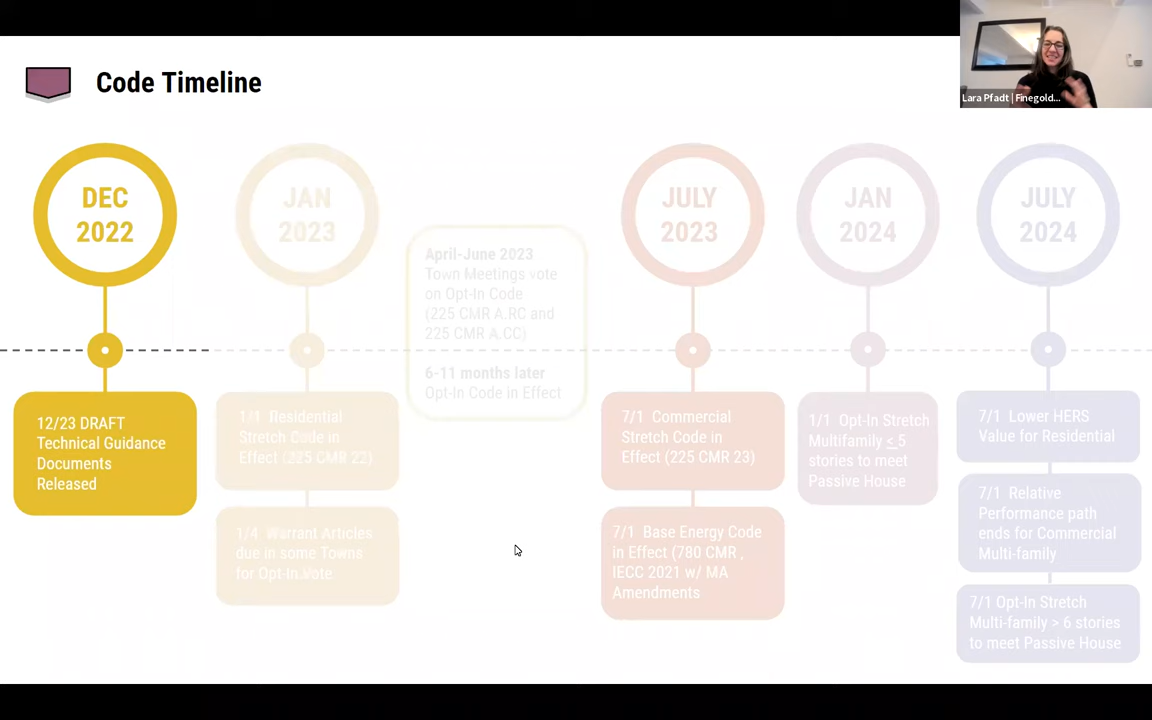 Code Timeline
Lara Pfadt | Finegold...
DEC
2022
12/23 DRAFT
Technical Guidance
Documents
Released
JAN
2023
1/1 Residential
Stretch Code in
Effect (225 CMR 22)
1/4 Warrant Articles
due in some Towns
for Opt-In Vote
April-June 2023
Town Meetings vote
on Opt-In Code
(225 CMR A.RC and
225 CMR A.CC)
6-11 months later
Opt-In Code in Effect
JULY
2023
7/1 Commercial
Stretch Code in
Effect (225 CMR 23)
7/1 Base Energy Code
in Effect (780 CMR ,
IECC 2021 w/ MA
Amendments
JAN
2024
1/1 Opt-In Stretch
Multifamily < 5
stories to meet
Passive House
JULY
2024
7/1 Lower HERS
Value for Residential
7/1 Relative
Performance path
ends for Commercial
Multi-family
7/1 Opt-In Stretch
Multi-family > 6 stories
to meet Passive House